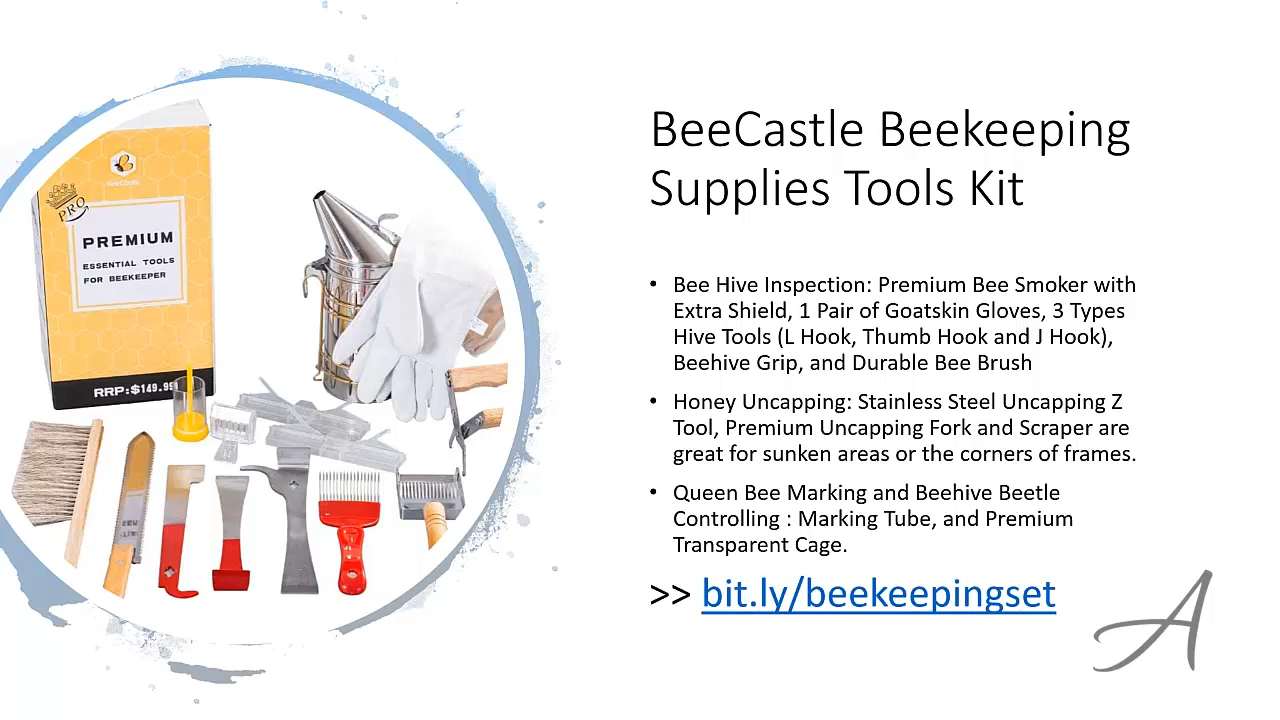 BeeCastle
PRO
PREMIUM
ESSENTIAL TOOLS
FOR BEEKEEPER
RRP:$149.99
BeeCastle Beekeeping
Supplies Tools Kit
• Bee Hive Inspection: Premium Bee Smoker with
Extra Shield, 1 Pair of Goatskin Gloves, 3 Types
Hive Tools (L Hook, Thumb Hook and J Hook),
Beehive Grip, and Durable Bee Brush
• Honey Uncapping: Stainless Steel Uncapping Z
Tool, Premium Uncapping Fork and Scraper are
great for sunken areas or the corners of frames.
• Queen Bee Marking and Beehive Beetle
Controlling : Marking Tube, and Premium
Transparent Cage.
>> bit.ly/beekeepingset
A